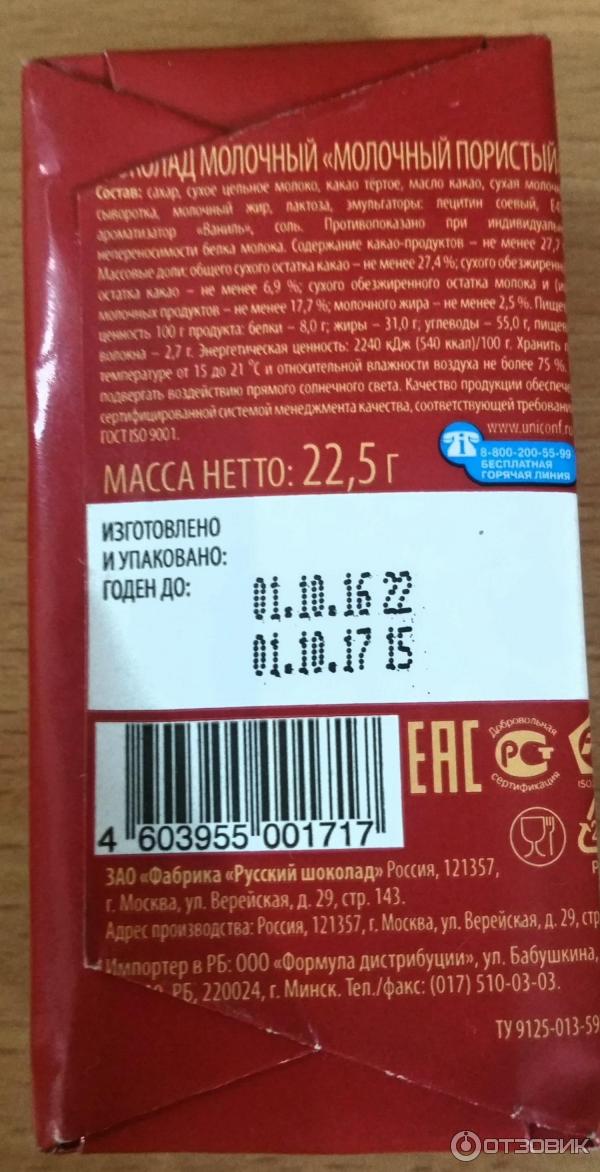 ШОКОЛАД МОЛОЧНЫЙ «МОЛОЧНЫЙ ПОРИСТЫЙ
Состав: сахар, сухое цельное молоко, какао тёртое, масло какао, сухая молочн
сыворотка, молочный жир, лактоза, эмульгаторы: лецитин соевый,
ароматизатор «Ваниль», соль. Противопоказано при индивидуаль
непереносимости белка молока. Содержание какао-продуктов – не менее 27,7
Массовые доли: общего сухого остатка какао – не менее 27,4 %; сухого обезжиренн
остатка какао – не менее 6,9 %; сухого обезжиренного остатка молока и (и
молочных продуктов – не менее 17,7 %; молочного жира – не менее 2,5 %. Пищев
ценность 100 г продукта: белки – 8,0 г; жиры – 31,0 г; углеводы – 55,0 г, пищев
волокна – 2,7 г. Энергетическая ценность: 2240 кДж (540 ккал)/100 г. Хранить п
температуре от 15 до 21 °С и относительной влажности воздуха не более 75 %.
подвергать воздействию прямого солнечного света. Качество продукции обеспече
сертифицированной системой менеджмента качества, соответствующей требовани
ГОСТ ISO 9001.
www.uniconf.ru
8-800-200-55-99
БЕСПЛАТНАЯ
ГОРЯЧАЯ ЛИНИЯ
МАССА НЕТТО: 22,5 г
ИЗГОТОВЛЕНО
И УПАКОВАНО:
ГОДЕН ДО:
01.10.16 22
01.10.17 15
4 603955 001717
ЕАС
Добровольная
РСТ
сертификация
ISO
ЗАО «Фабрика «Русский шоколад» Россия, 121357,
г. Москва, ул. Верейская, д. 29, стр. 143.
Адрес производства: Россия, 121357, г. Москва, ул. Верейская, д. 29, стр
Импортер в РБ: ООО «Формула дистрибуции», ул. Бабушкина,
РБ, 220024, г. Минск. Тел./факс: (017) 510-03-03.
ТУ 9125-013-59
ОТЗОВИК